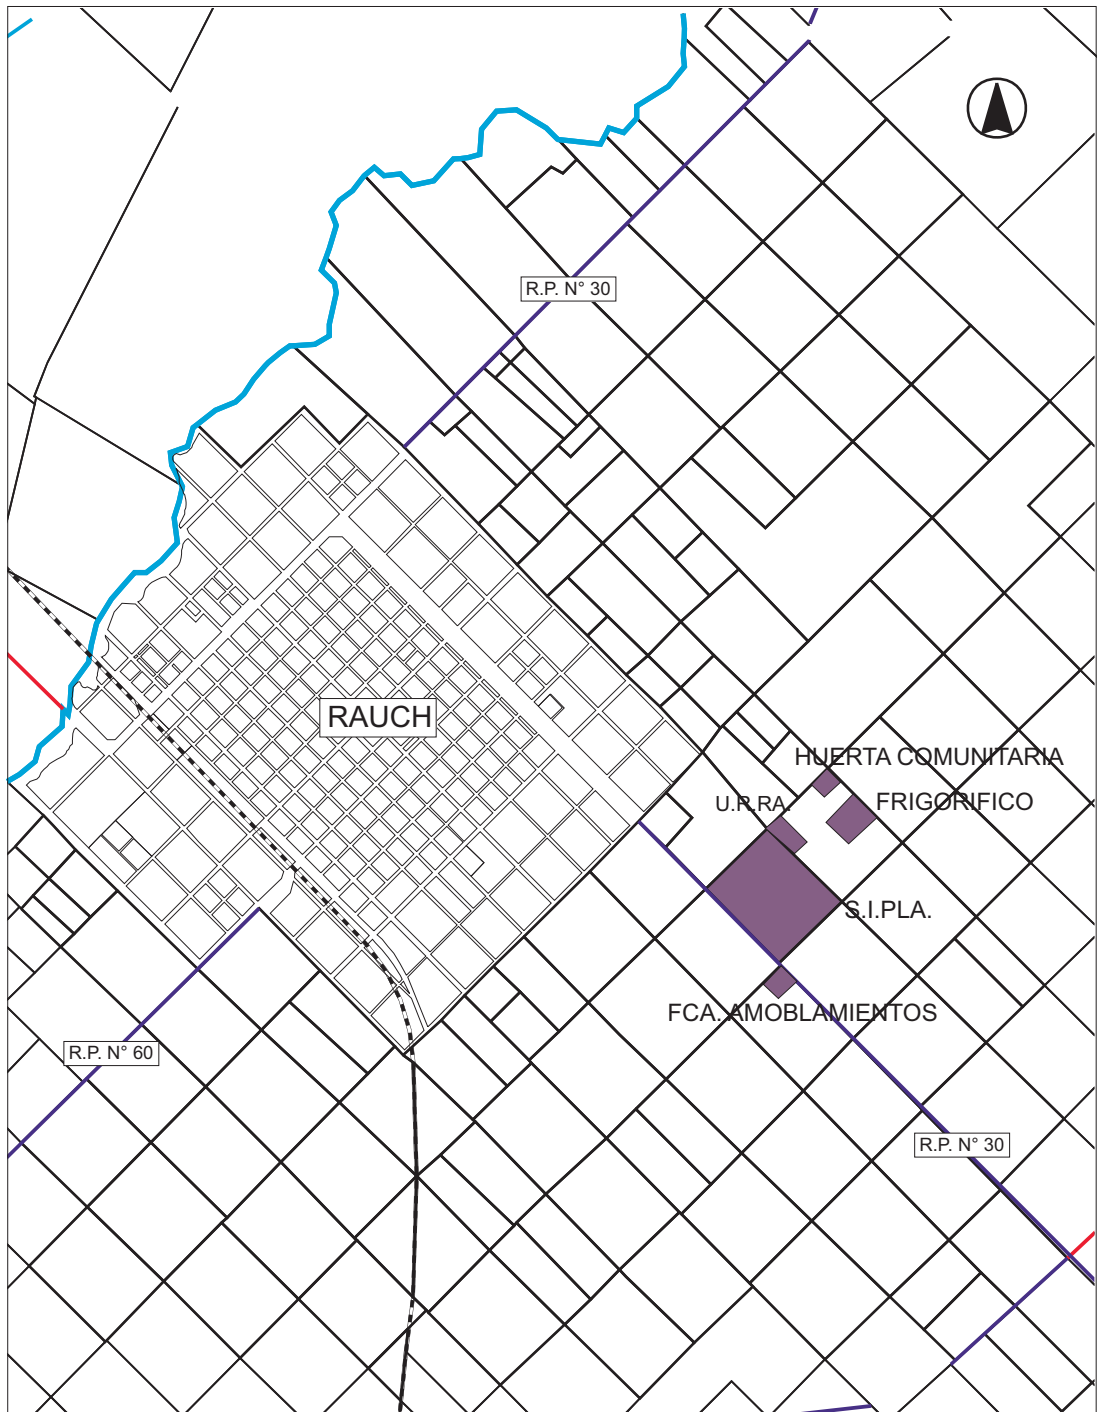 R.P. N° 30
RAUCH
HUERTA COMUNITARIA
U.R.RA.
FRIGORIFICO
S.I.PLA.
FCA. AMOBLAMIENTOS
R.P. N° 60
R.P. N° 30